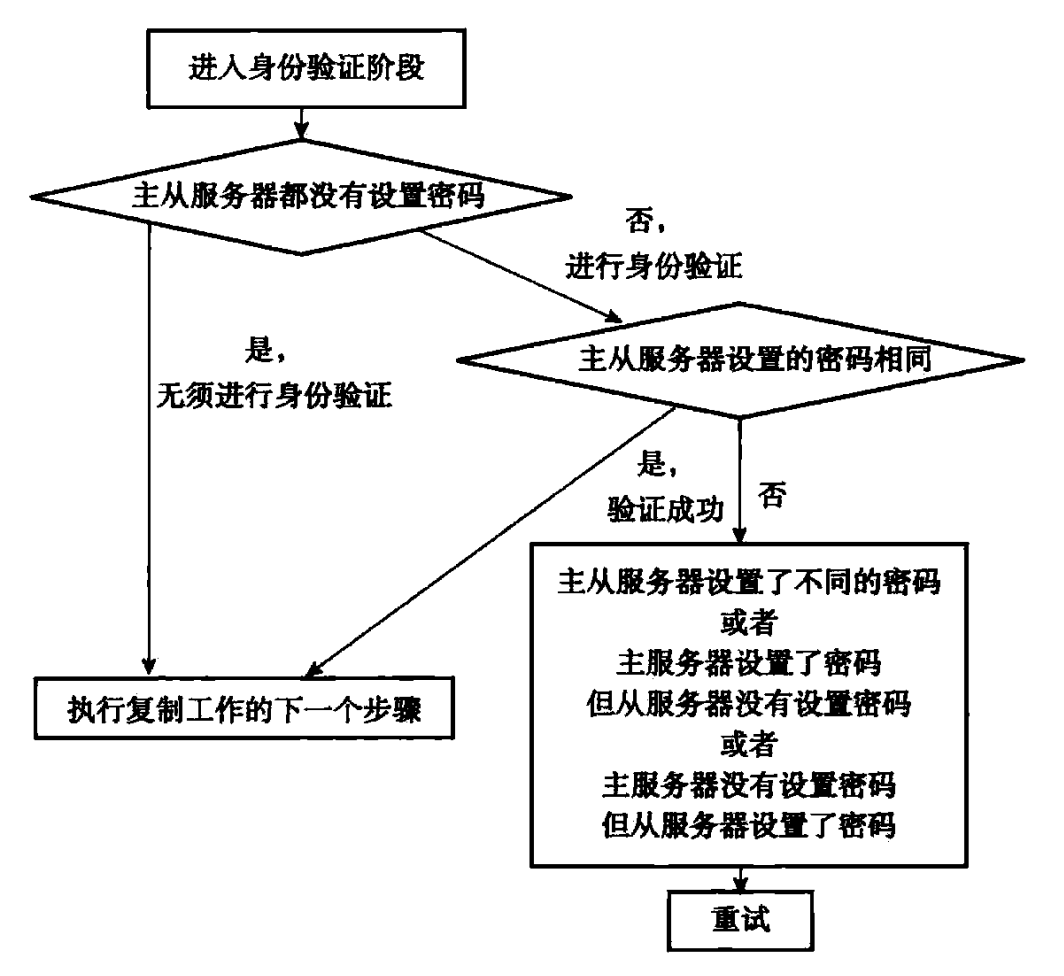 进入身份验证阶段
主从服务器都没有设置密码
否，
进行身份验证
是，
无须进行身份验证
主从服务器设置的密码相同
是，
验证成功
否
执行复制工作的下一个步骤
主从服务器设置了不同的密码
或者
主服务器设置了密码
但从服务器没有设置密码
或者
主服务器没有设置密码
但从服务器设置了密码
重试